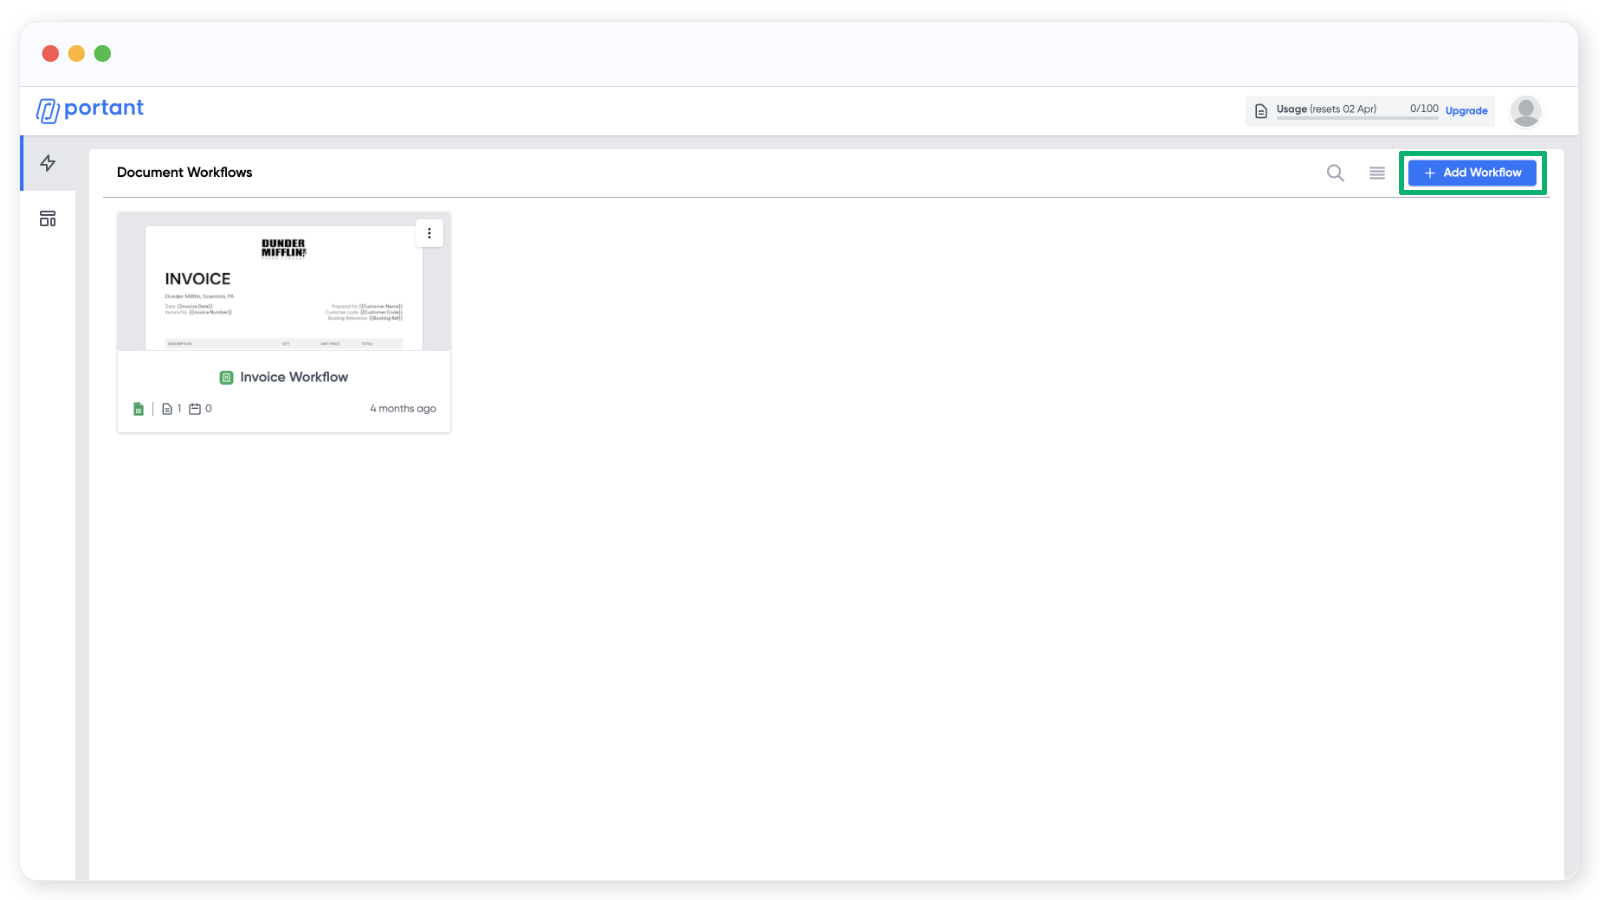 portant
Usage (resets 02 Apr) 0/100 Upgrade
Document Workflows
+ Add Workflow
DUNDER
MIFFLIN
INVOICE
Dunder Mifflin, Scranton, PA
Date: {{Invoice Date}}
Invoice No. {{Invoice Number}}
Prepared for: {{Customer Name}}
Customer code: {{Customer Code}}
Booking Reference: {{Booking Ref}}
DESCRIPTION QTY UNIT PRICE TOTAL
Invoice Workflow
1 0 4 months ago